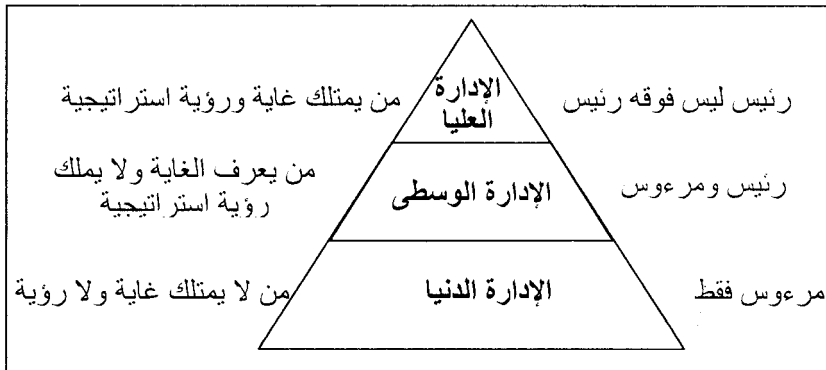 رئيس ليس فوقه رئيس
الإدارة
العليا
من يمتلك غاية ورؤية استراتيجية
رئيس ومرءوس
الإدارة الوسطى
من يعرف الغاية ولا يملك
رؤية استراتيجية
مرءوس فقط
الإدارة الدنيا
من لا يمتلك غاية ولا رؤية